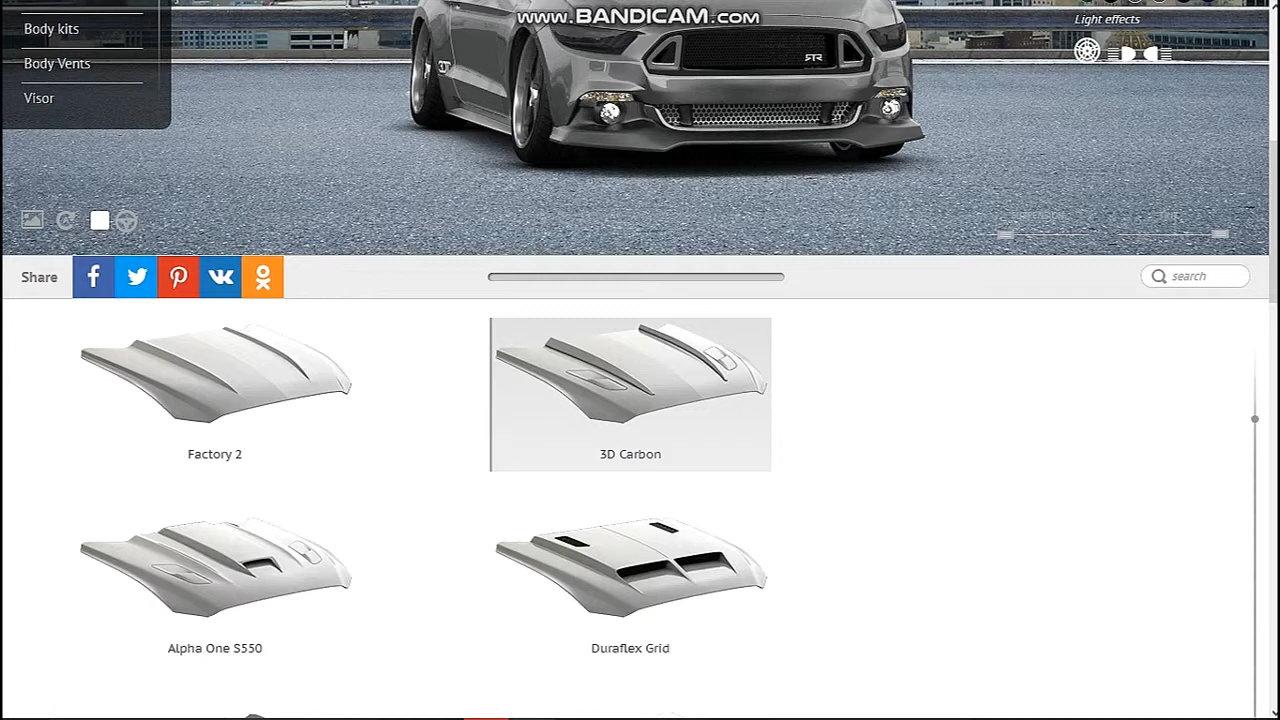 www.BANDICAM.com
Body kits
Light effects
Body Vents
Visor
RTR
Share
search
Factory 2
3D Carbon
Alpha One S550
Duraflex Grid